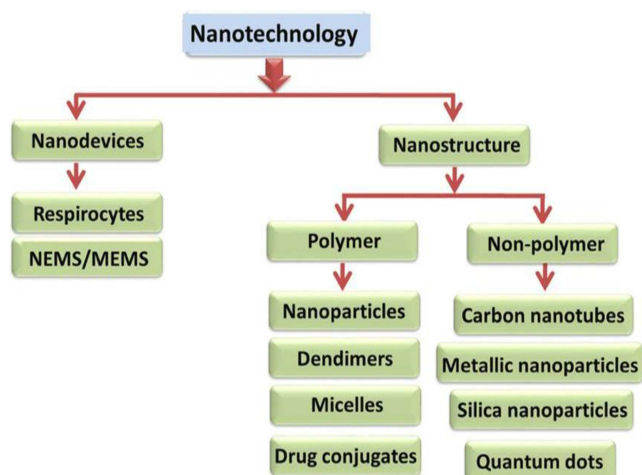 Nanotechnology
Nanodevices
Nanostructure
Respirocytes
NEMS/MEMS
Polymer
Non-polymer
Nanoparticles
Carbon nanotubes
Dendimers
Metallic nanoparticles
Micelles
Silica nanoparticles
Drug conjugates
Quantum dots